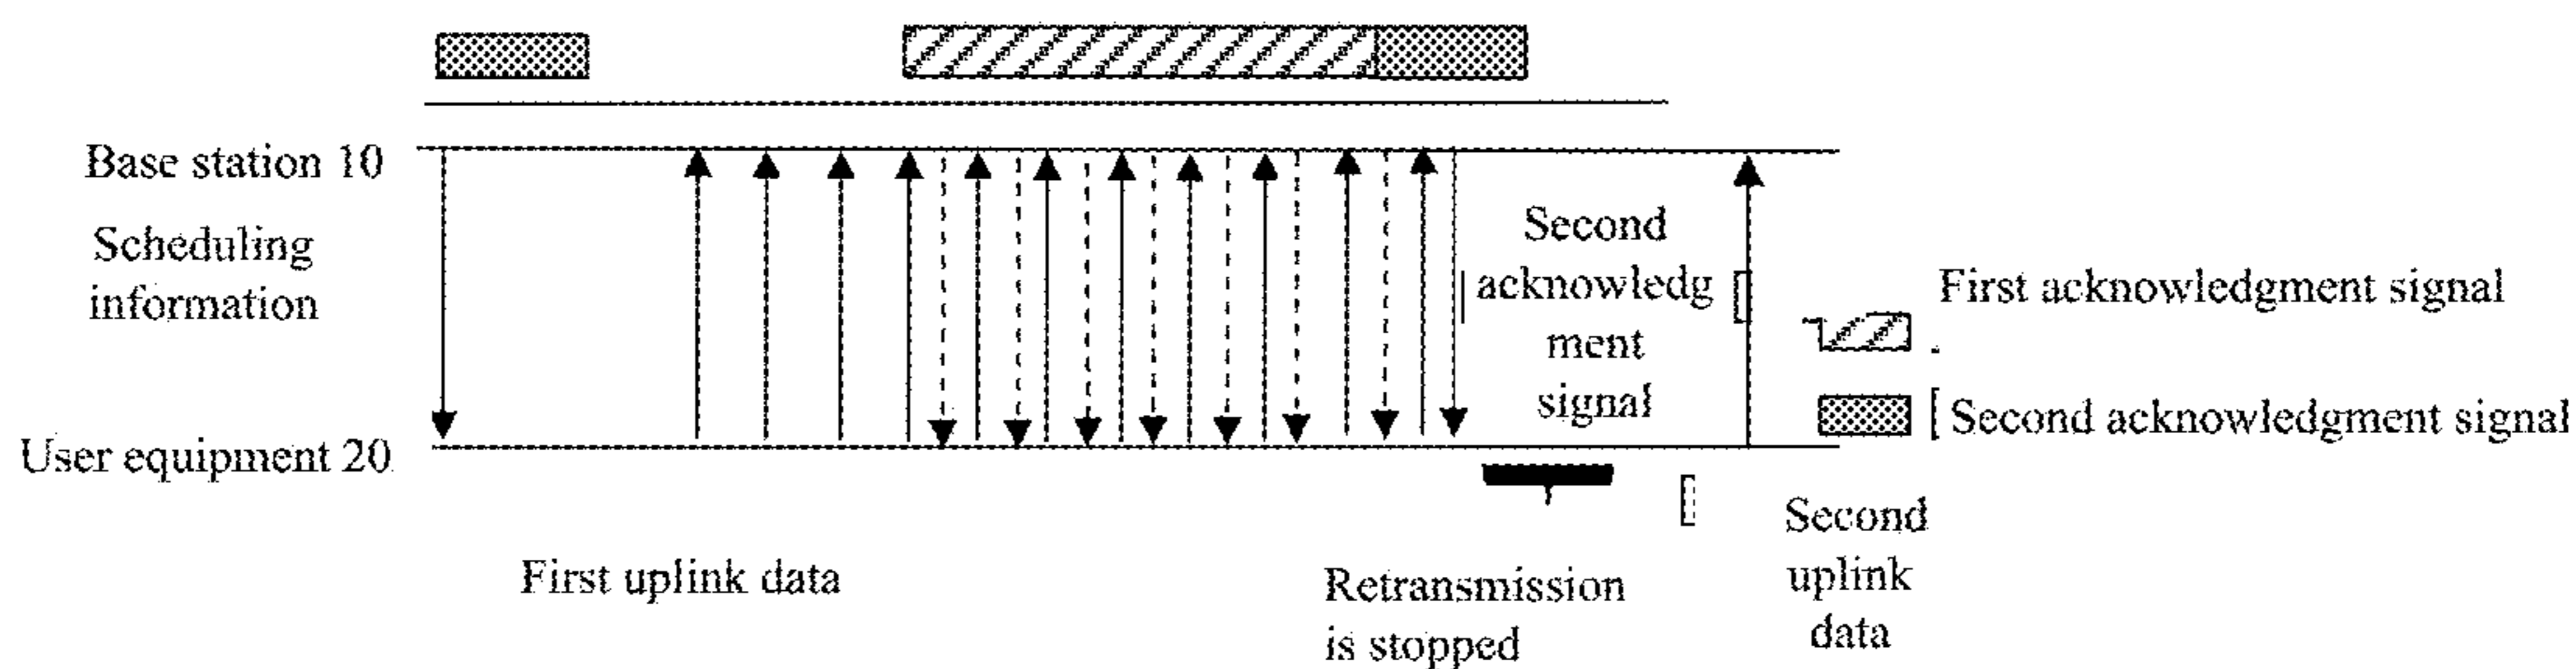 Base station 10
Scheduling
information
User equipment 20
First uplink data
Second
acknowledg
ment
signal
Retransmission
is stopped
Second
uplink
data
First acknowledgment signal
Second acknowledgment signal